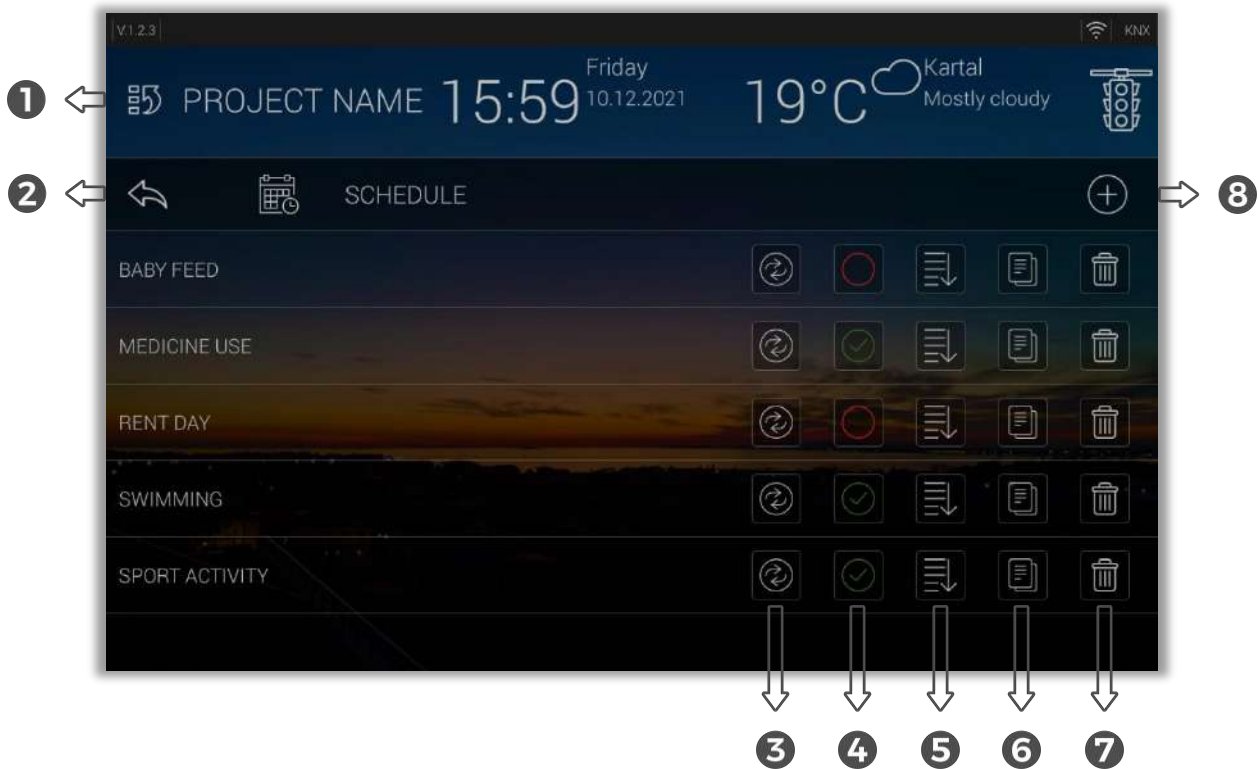 V.1.2.3 KNX
1 PROJECT NAME 15:59 Friday 10.12.2021 19°C Kartal Mostly cloudy
2 SCHEDULE 8
BABY FEED
MEDICINE USE
RENT DAY
SWIMMING
SPORT ACTIVITY
3 4 5 6 7